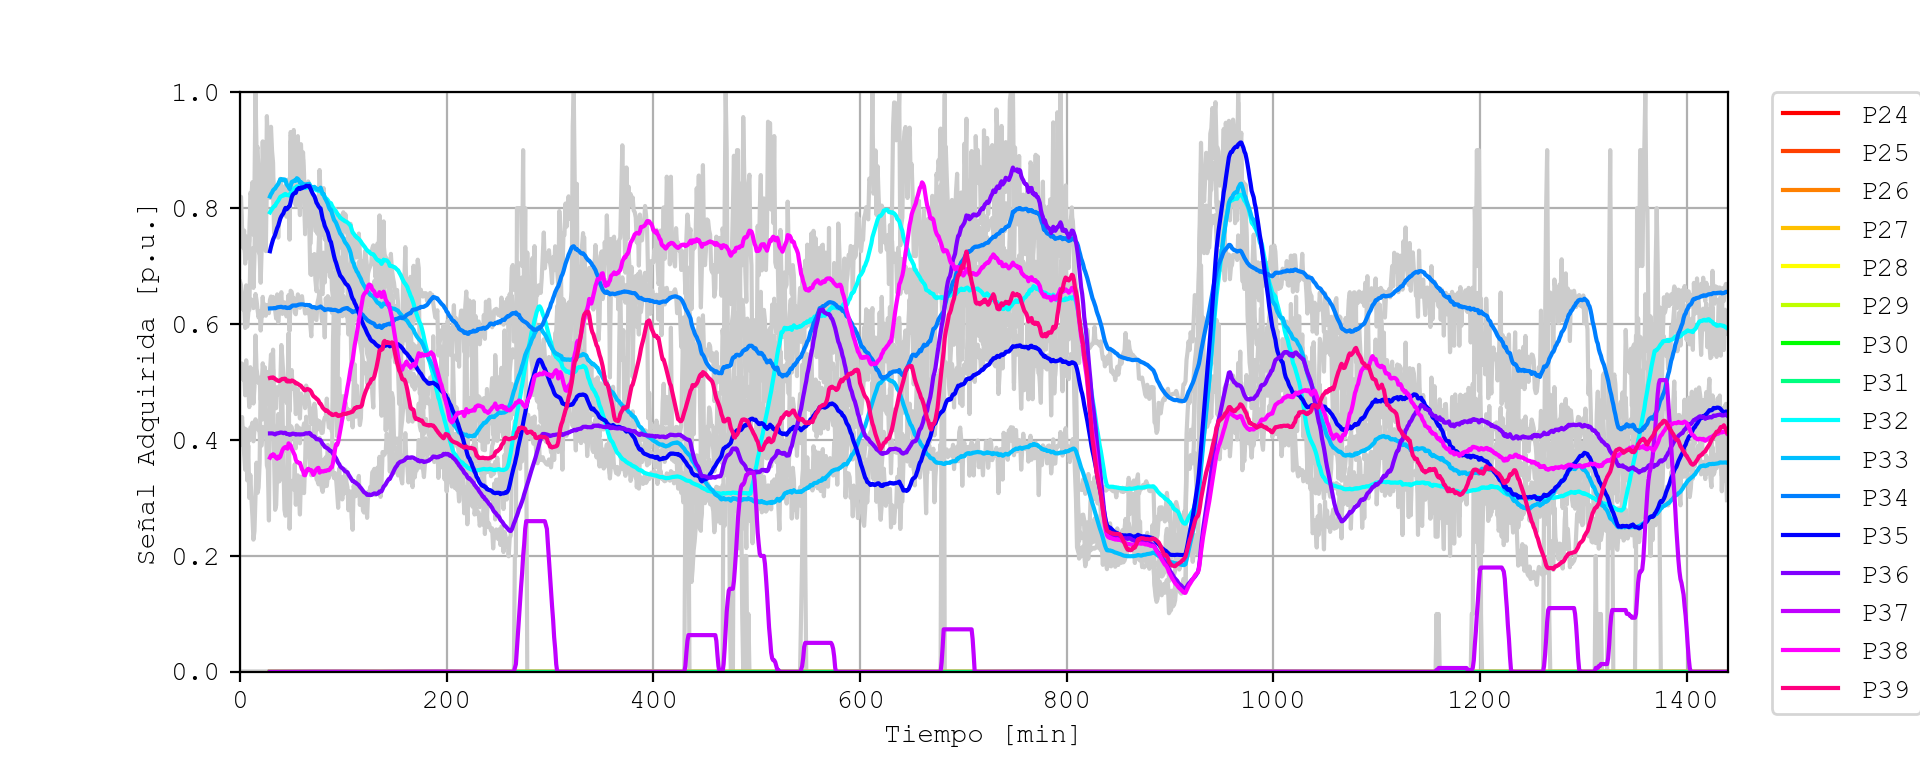 1.0
0.8
0.6
0.4
0.2
0.0
Señal Adquirida [p.u.]
0 200 400 600 800 1000 1200 1400
Tiempo [min]
P24
P25
P26
P27
P28
P29
P30
P31
P32
P33
P34
P35
P36
P37
P38
P39